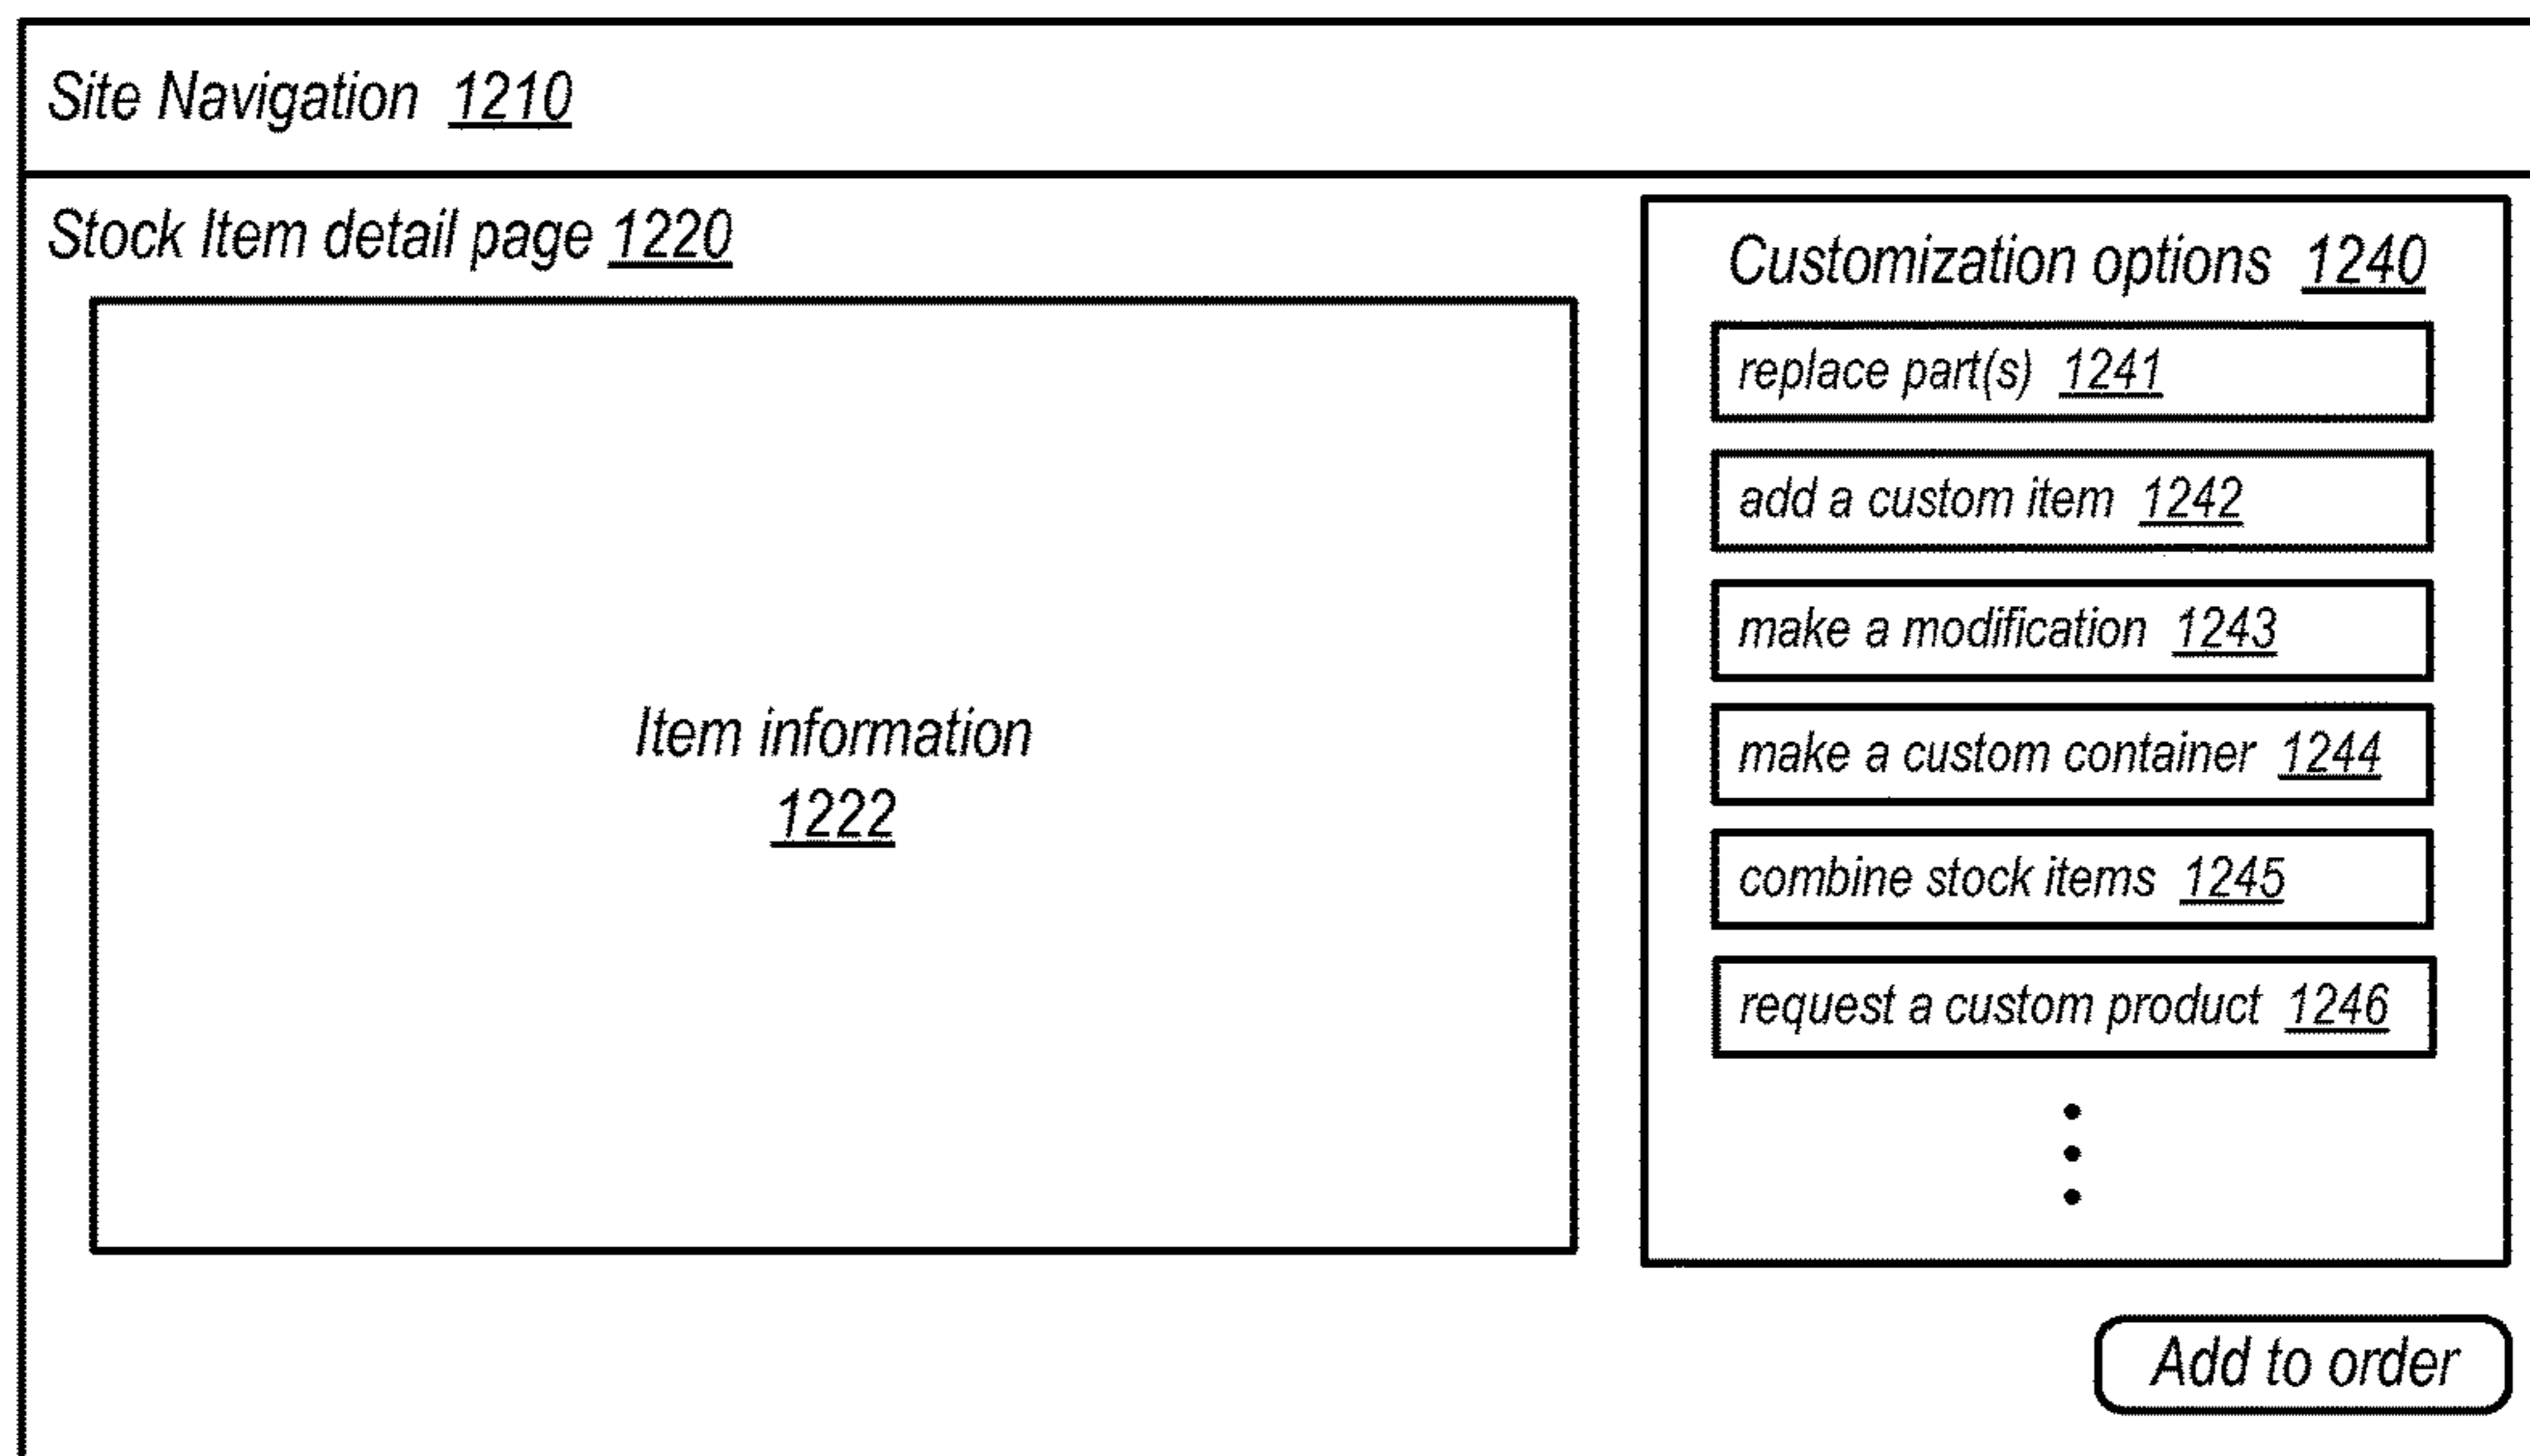 Site Navigation 1210
Stock Item detail page 1220
Item information
1222
Customization options 1240
replace part(s) 1241
add a custom item 1242
make a modification 1243
make a custom container 1244
combine stock items 1245
request a custom product 1246
Add to order